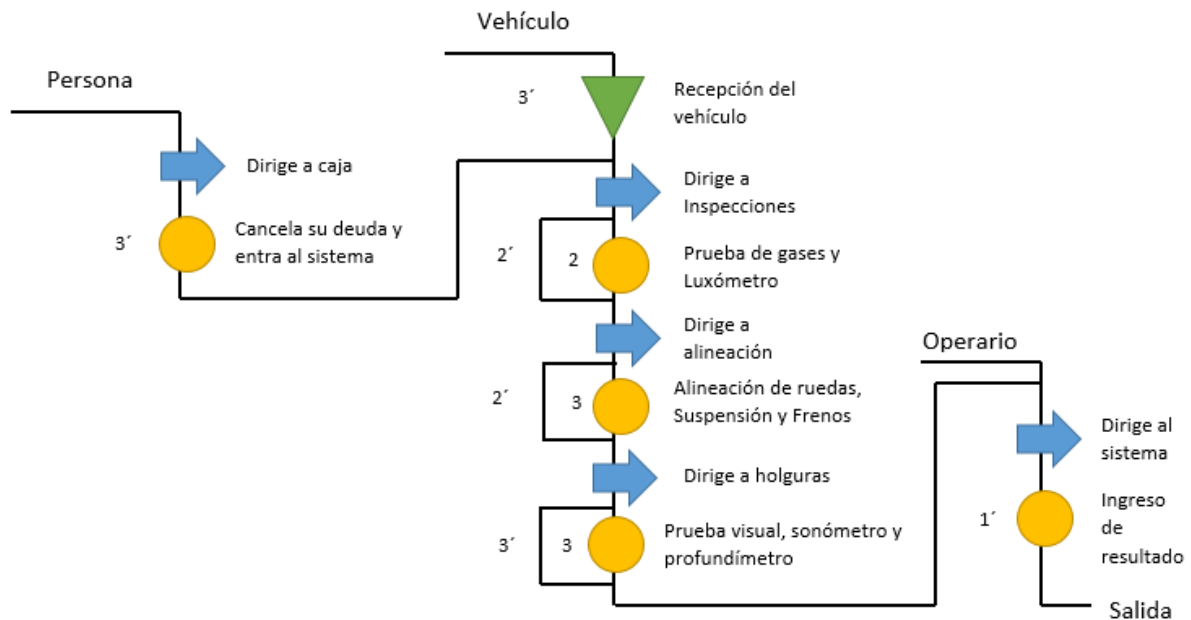 Vehículo
Persona
3´
Recepción del
vehículo
Dirige a caja
3´
Cancela su deuda y
entra al sistema
Dirige a
Inspecciones
2´
2
Prueba de gases y
Luxómetro
Dirige a
alineación
2´
3
Alineación de ruedas,
Suspensión y Frenos
Dirige a holguras
3´
3
Prueba visual, sonómetro y
profundímetro
Operario
Dirige al
sistema
1´
Ingreso
de
resultado
Salida